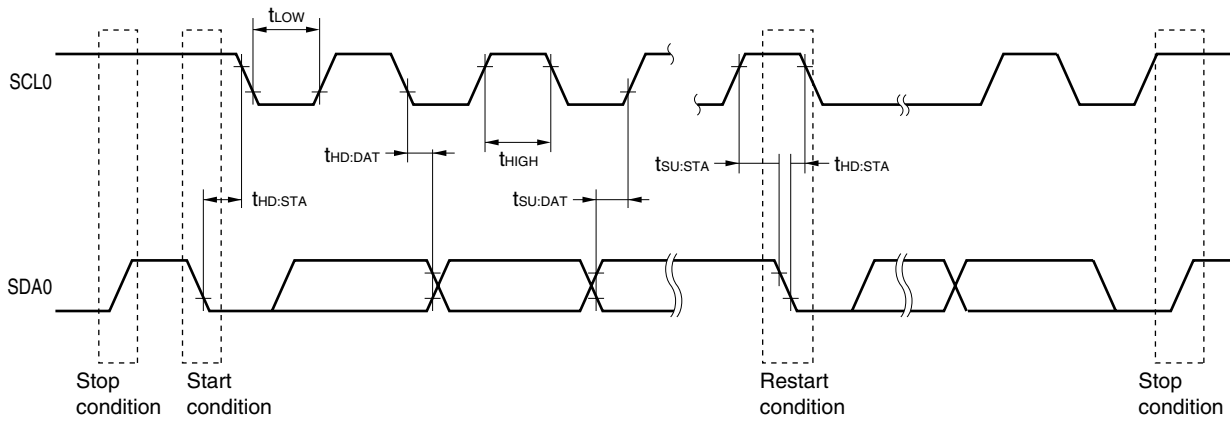 tLOW
SCL0
tHD:DAT
tHIGH
tSU:STA
tHD:STA
tHD:STA
tSU:DAT
SDA0
Stop
condition
Start
condition
Restart
condition
Stop
condition